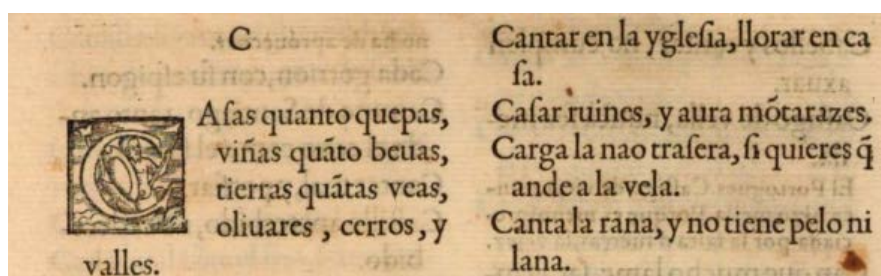 C
CAsas quanto quepas,
viñas quãto beuas,
tierras quãtas veas,
oliuares, cerros, y
valles.
Cantar en la yglesia, llorar en ca
sa.
Casar ruines, y aura mõtarazes.
Carga la nao trasera, si quieres q̃
ande a la vela.
Canta la rana, y no tiene pelo ni
lana.